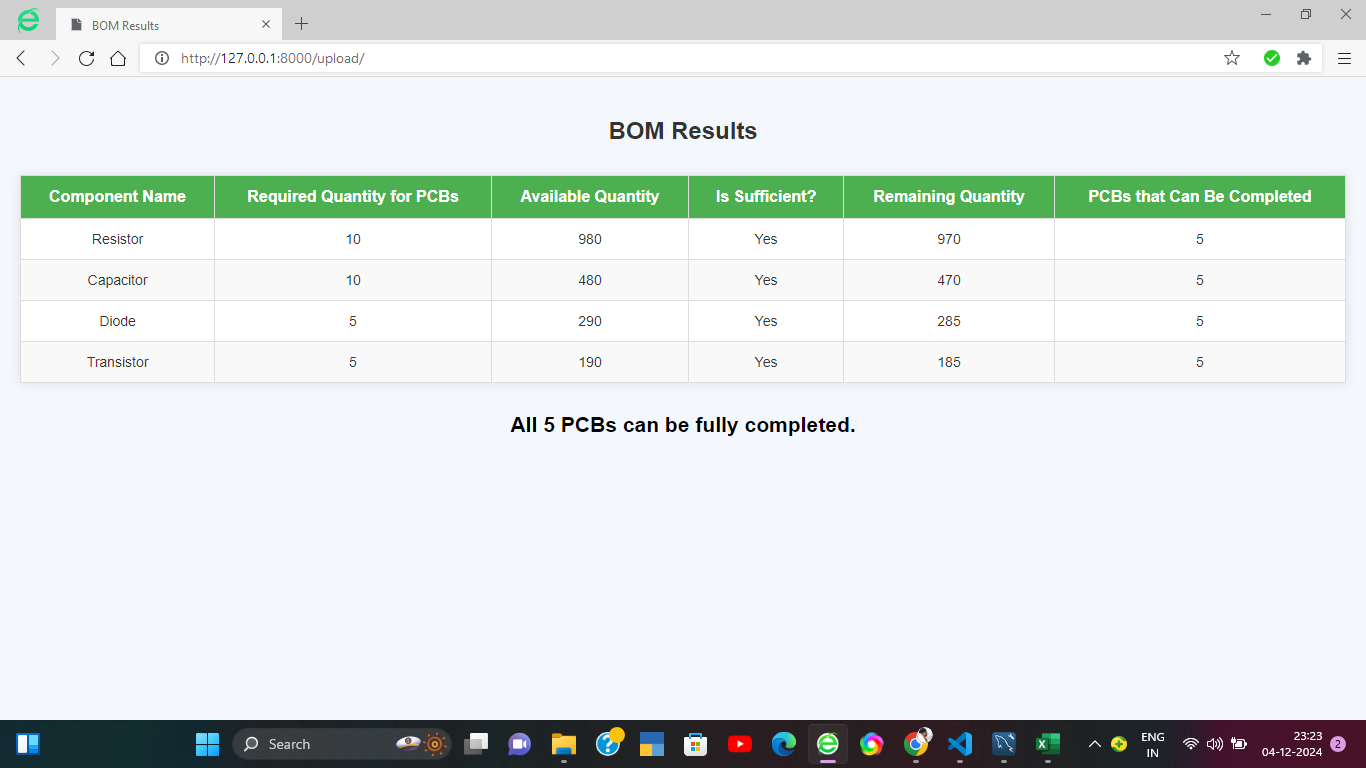 BOM Results
http://127.0.0.1:8000/upload/
BOM Results
Component Name Required Quantity for PCBs Available Quantity Is Sufficient? Remaining Quantity PCBs that Can Be Completed
Resistor 10 980 Yes 970 5
Capacitor 10 480 Yes 470 5
Diode 5 290 Yes 285 5
Transistor 5 190 Yes 185 5
All 5 PCBs can be fully completed.
Search
ENG
IN
23:23
04-12-2024
2